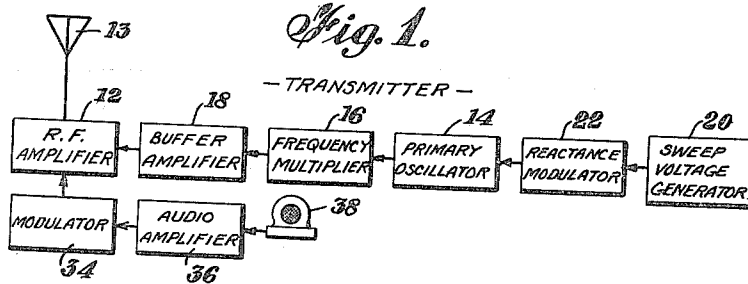 Fig. 1.
13
- TRANSMITTER -
12
18
16
14
22
20
R.F. AMPLIFIER
BUFFER AMPLIFIER
FREQUENCY MULTIPLIER
PRIMARY OSCILLATOR
REACTANCE MODULATOR
SWEEP VOLTAGE GENERATOR
MODULATOR
AUDIO AMPLIFIER
38
34
36